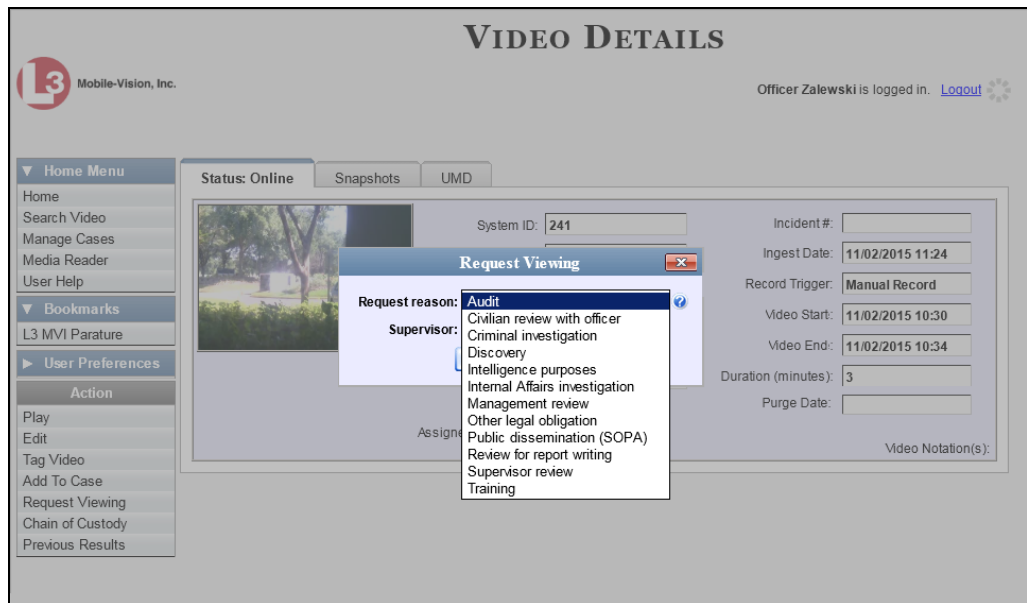 VIDEO DETAILS
L3 Mobile-Vision, Inc.
Officer Zalewski is logged in. Logout
▼ Home Menu
Home
Search Video
Manage Cases
Media Reader
User Help
▼ Bookmarks
L3 MVI Parature
▶ User Preferences
Action
Play
Edit
Tag Video
Add To Case
Request Viewing
Chain of Custody
Previous Results
Status: Online Snapshots UMD
System ID: 241
Request Viewing
Request reason: Audit
Civilian review with officer
Criminal investigation
Discovery
Intelligence purposes
Internal Affairs investigation
Management review
Other legal obligation
Public dissemination (SOPA)
Review for report writing
Supervisor review
Training
Supervisor:
Incident #:
Ingest Date: 11/02/2015 11:24
Record Trigger: Manual Record
Video Start: 11/02/2015 10:30
Video End: 11/02/2015 10:34
Duration (minutes): 3
Purge Date:
Video Notation(s):